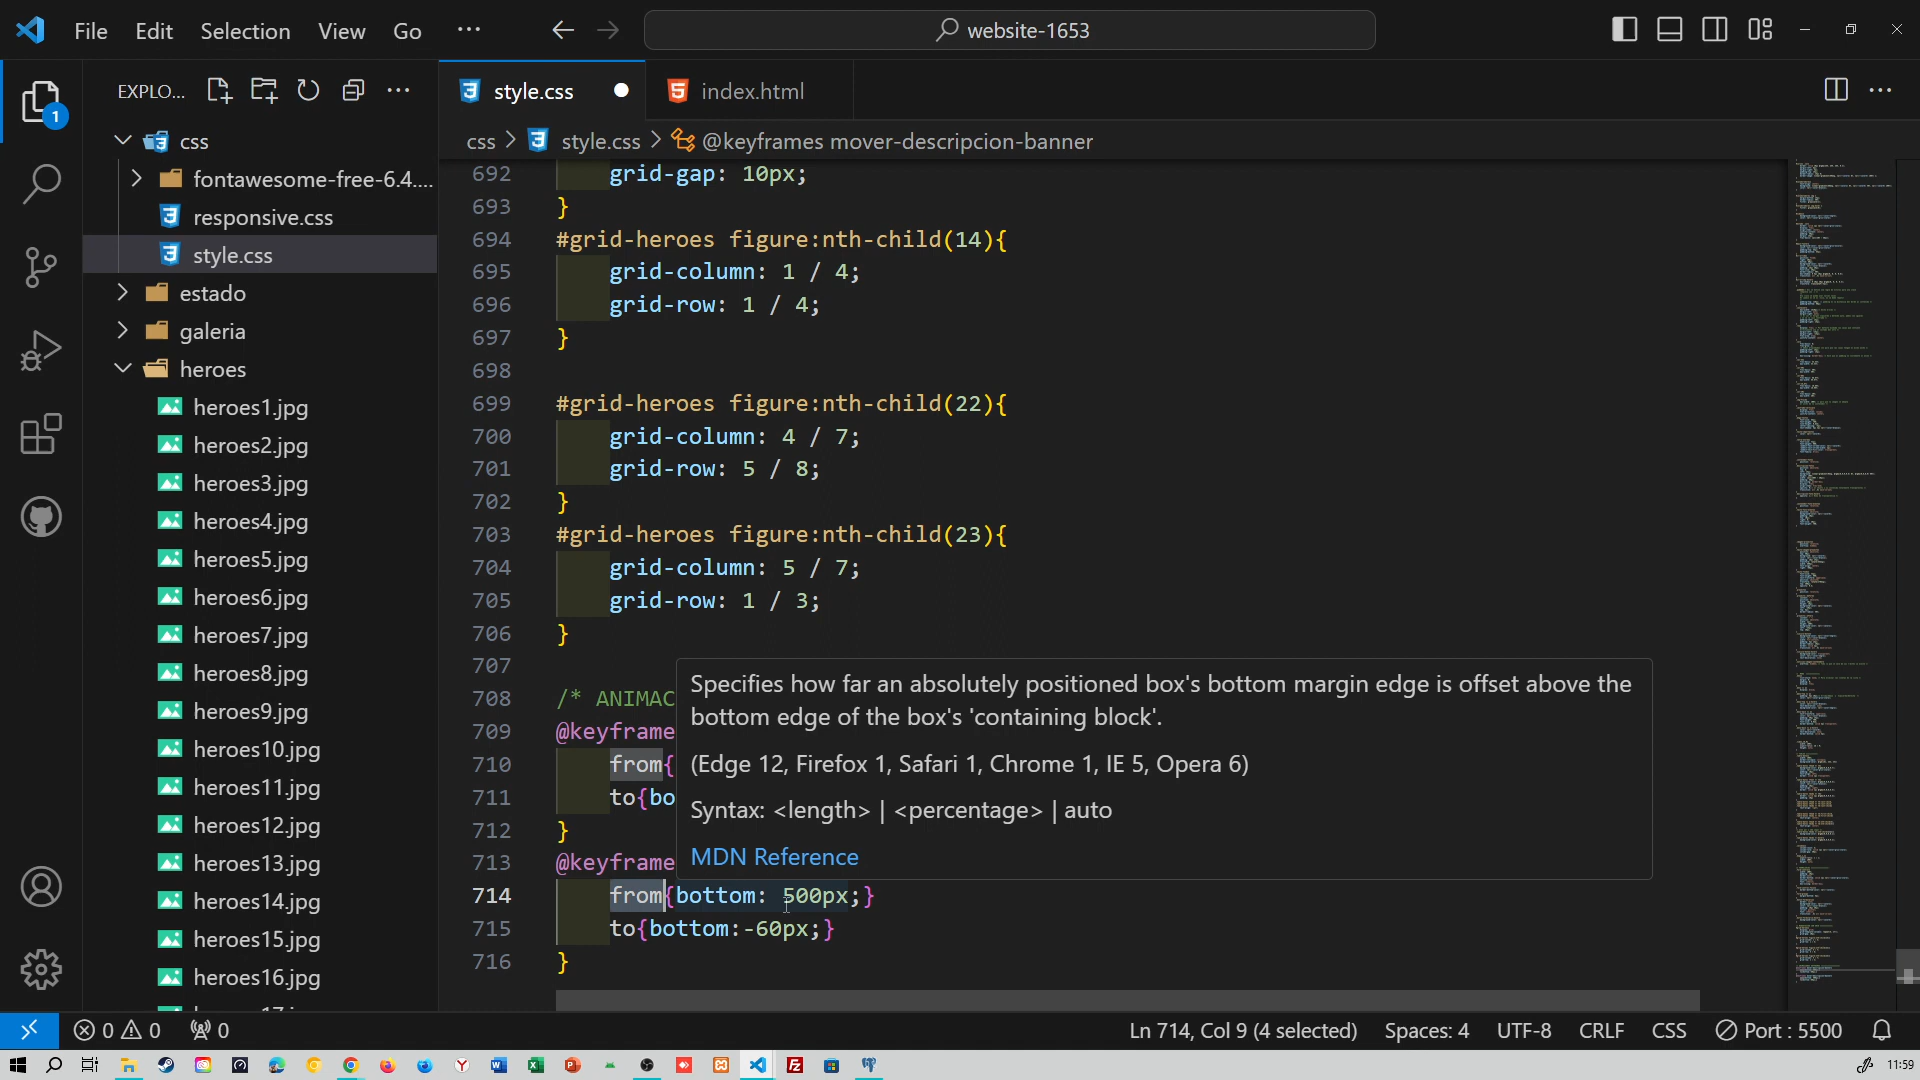 File Edit Selection View Go ···
website-1653
EXPLO...
style.css
index.html
css > style.css > @keyframes mover-descripcion-banner
css
fontawesome-free-6.4....
responsive.css
style.css
estado
galeria
heroes
heroes1.jpg
heroes2.jpg
heroes3.jpg
heroes4.jpg
heroes5.jpg
heroes6.jpg
heroes7.jpg
heroes8.jpg
heroes9.jpg
heroes10.jpg
heroes11.jpg
heroes12.jpg
heroes13.jpg
heroes14.jpg
heroes15.jpg
heroes16.jpg
1
692 grid-gap: 10px;
693 }
694 #grid-heroes figure:nth-child(14){
695 grid-column: 1 / 4;
696 grid-row: 1 / 4;
697 }
698
699 #grid-heroes figure:nth-child(22){
700 grid-column: 4 / 7;
701 grid-row: 5 / 8;
702 }
703 #grid-heroes figure:nth-child(23){
704 grid-column: 5 / 7;
705 grid-row: 1 / 3;
706 }
707
708 /* ANIMAC
709 @keyframe
710 from{
711 to{bo
712 }
713 @keyframe
714 from{bottom: 500px;}
715 to{bottom:-60px;}
716 }
Specifies how far an absolutely positioned box's bottom margin edge is offset above the
bottom edge of the box's 'containing block'.
(Edge 12, Firefox 1, Safari 1, Chrome 1, IE 5, Opera 6)
Syntax: <length> | <percentage> | auto
MDN Reference
0 0 0
Ln 714, Col 9 (4 selected) Spaces: 4 UTF-8 CRLF CSS Port : 5500
11:59